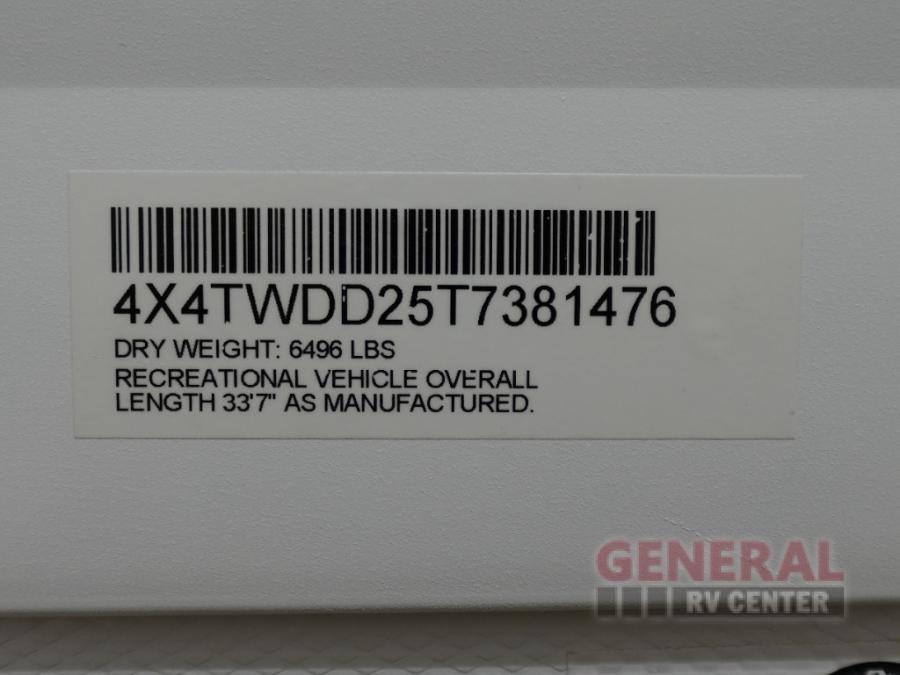 4X4TWDD25T7381476
DRY WEIGHT: 6496 LBS
RECREATIONAL VEHICLE OVERALL
LENGTH 33'7" AS MANUFACTURED.
GENERAL
RV CENTER